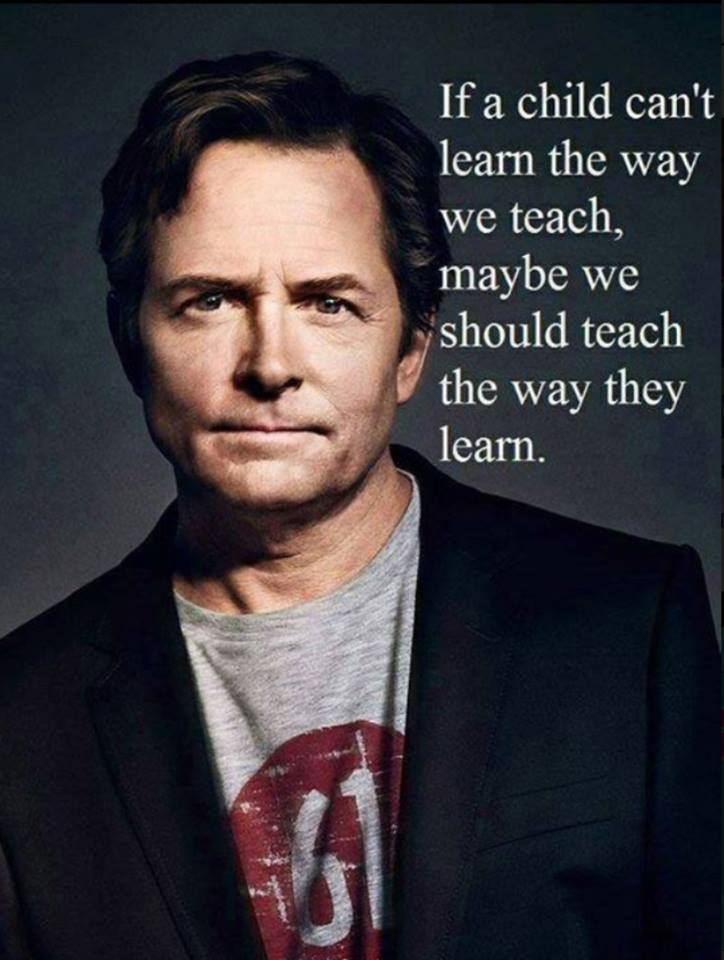 If a child can't
learn the way
we teach,
maybe we
should teach
the way they
learn.
61